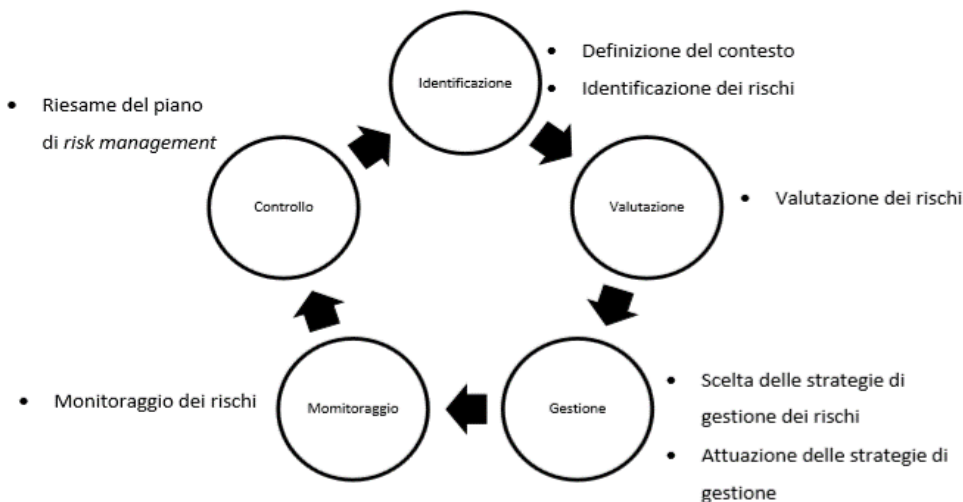 Identificazione
• Definizione del contesto
• Identificazione dei rischi
Valutazione
• Valutazione dei rischi
Gestione
• Scelta delle strategie di
gestione dei rischi
• Attuazione delle strategie di
gestione
Momitoraggio
• Monitoraggio dei rischi
Controllo
• Riesame del piano
di risk management